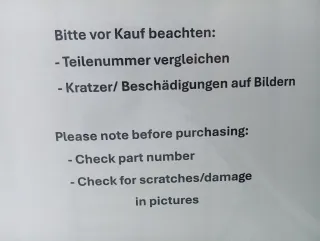 Bitte vor Kauf beachten:
- Teilenummer vergleichen
- Kratzer/ Beschädigungen auf Bildern
Please note before purchasing:
- Check part number
- Check for scratches/damage
in pictures